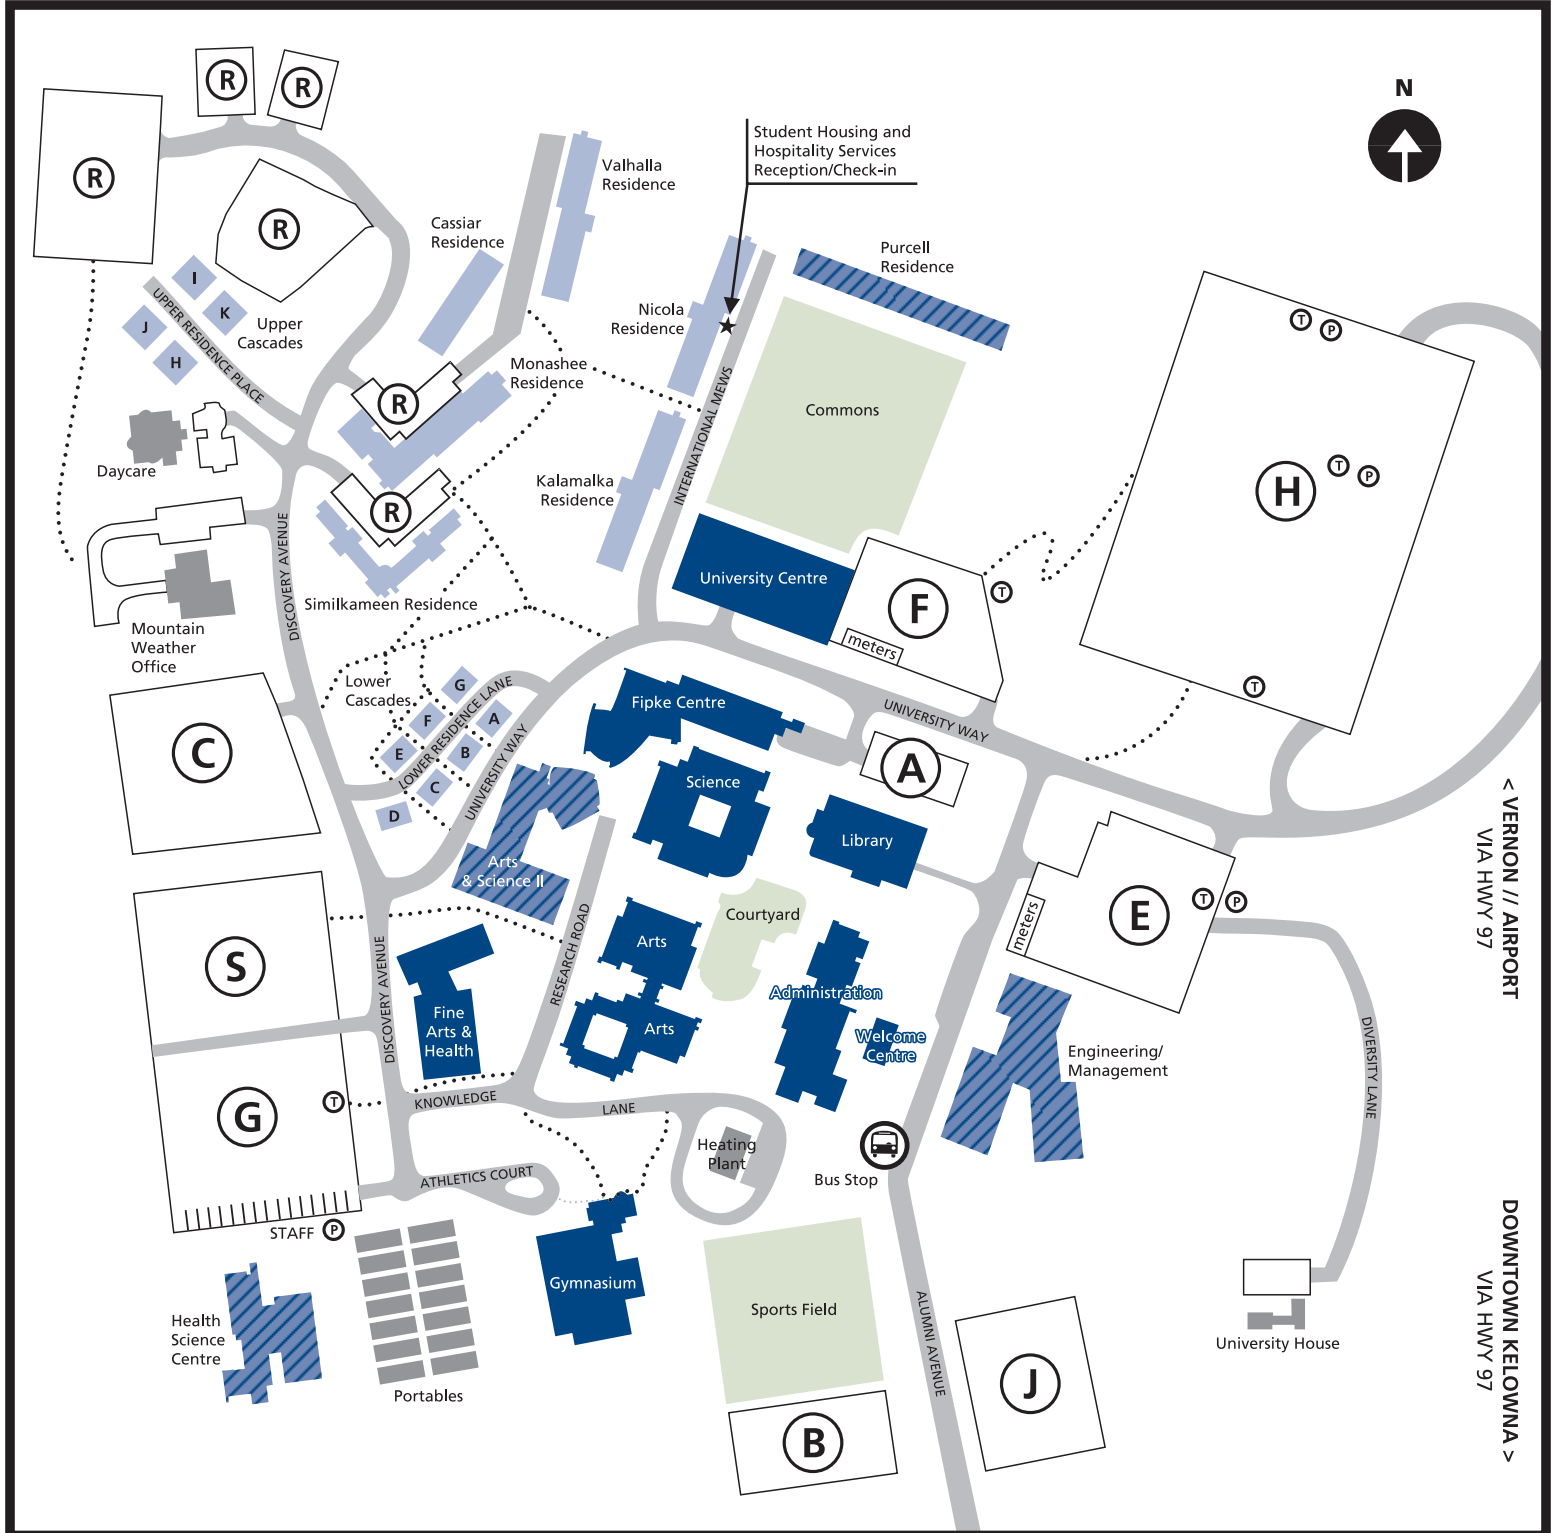 N
R
R
R
R
Student Housing and
Hospitality Services
Reception/Check-in
Valhalla
Residence
Cassiar
Residence
Purcell
Residence
Nicola
Residence
I
K
J
H
UPPER RESIDENCE PLACE
Upper
Cascades
T
P
Monashee
Residence
R
INTERNATIONAL MEWS
Commons
Daycare
Kalamalka
Residence
T
P
H
R
DISCOVERY AVENUE
University Centre
Similkameen Residence
F
T
meters
Mountain
Weather
Office
Lower
Cascades
G
F
A
E
B
C
D
LOWER RESIDENCE LANE
UNIVERSITY WAY
T
Fipke Centre
UNIVERSITY WAY
C
A
Science
Library
Arts
& Science II
< VERNON // AIRPORT
VIA HWY 97
Courtyard
T
P
E
meters
S
Arts
RESEARCH ROAD
DISCOVERY AVENUE
Administration
Fine
Arts &
Health
Arts
Welcome
Centre
Engineering/
Management
DIVERSITY LANE
T
G
KNOWLEDGE
LANE
Heating
Plant
Bus Stop
ATHLETICS COURT
STAFF P
DOWNTOWN KELOWNA >
VIA HWY 97
Gymnasium
Sports Field
ALUMNI AVENUE
Health
Science
Centre
University House
Portables
J
B